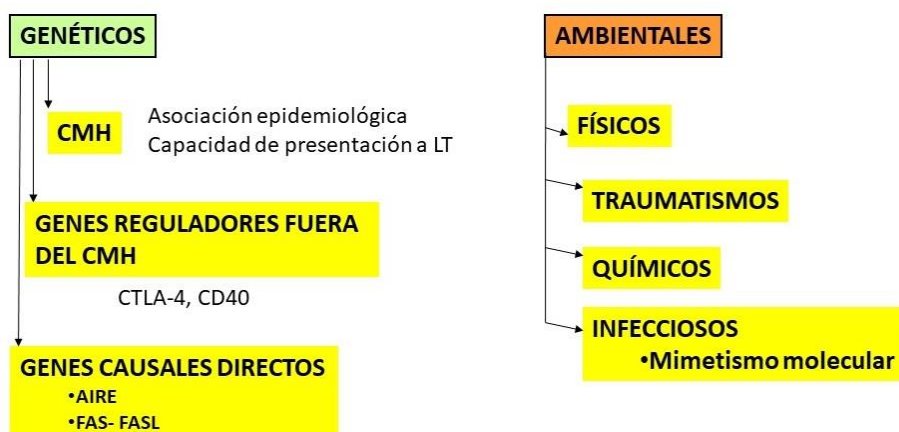 GENÉTICOS
CMH
Asociación epidemiológica
Capacidad de presentación a LT
GENES REGULADORES FUERA
DEL CMH
CTLA-4, CD40
GENES CAUSALES DIRECTOS
•AIRE
•FAS- FASL
AMBIENTALES
FÍSICOS
TRAUMATISMOS
QUÍMICOS
INFECCIOSOS
•Mimetismo molecular